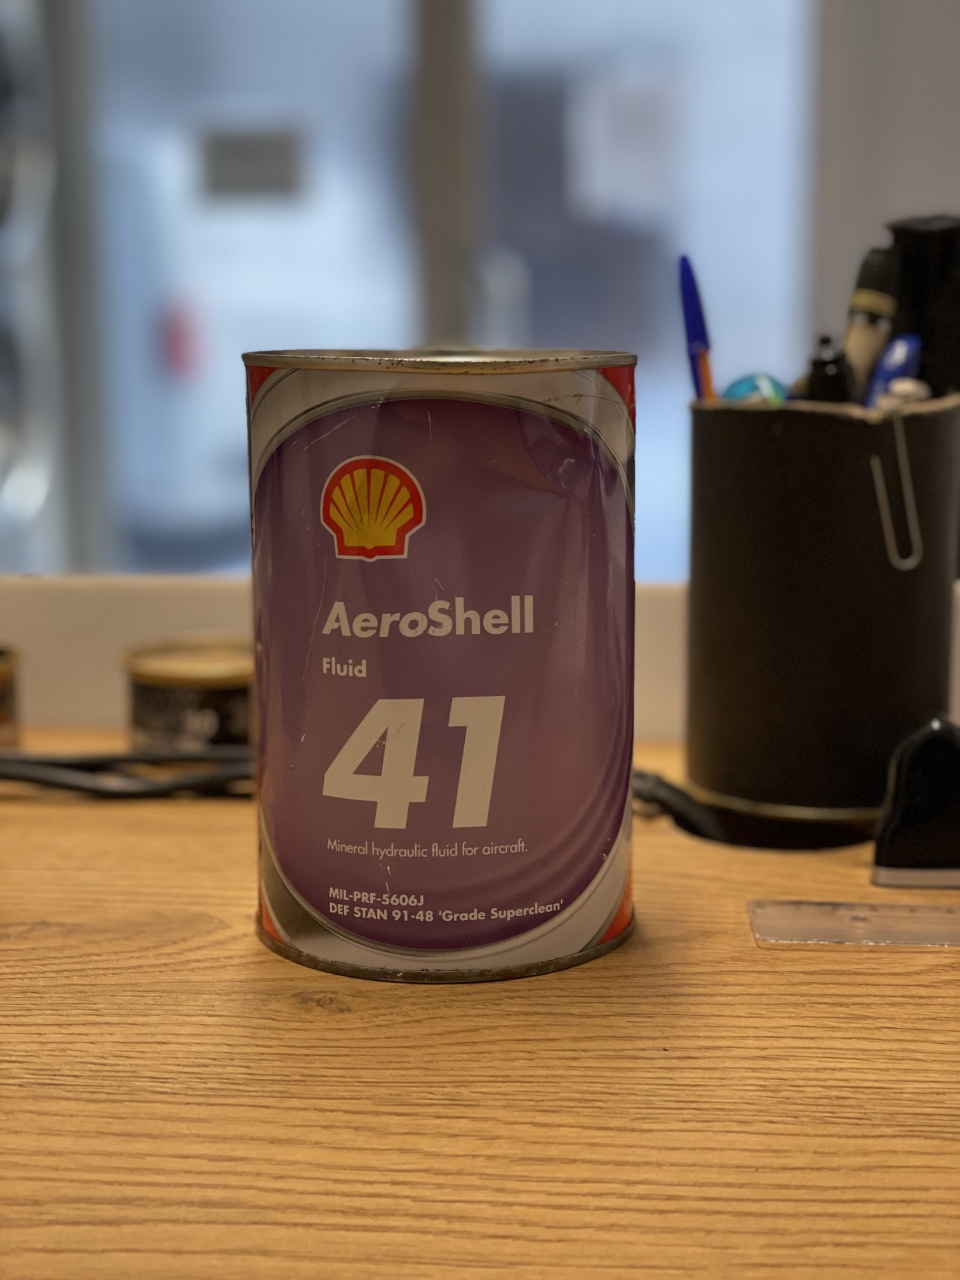 AeroShell
Fluid
41
Mineral hydraulic fluid for aircraft.
MIL-PRF-5606J
DEF STAN 91-48 'Grade Superclean'